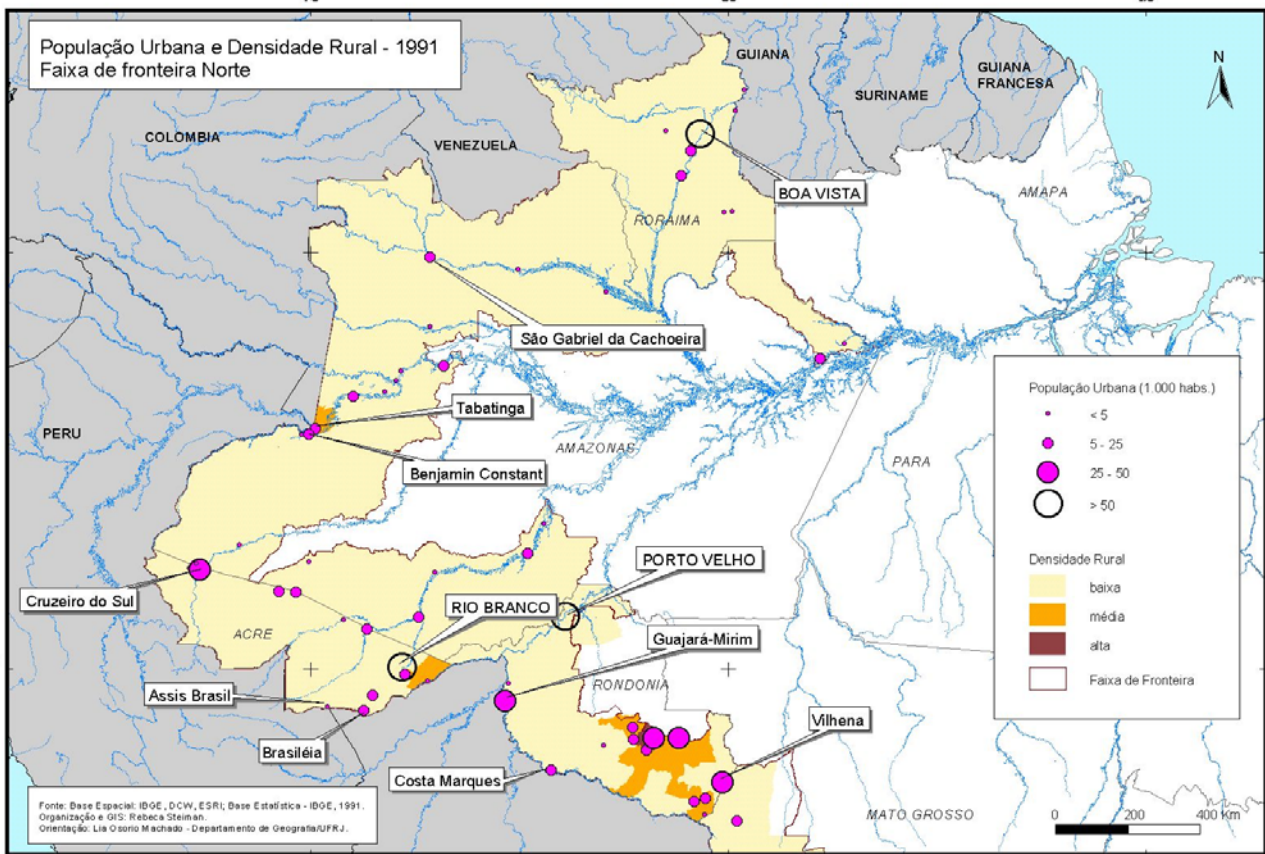 População Urbana e Densidade Rural - 1991
Faixa de fronteira Norte
N
GUIANA
GUIANA
FRANCESA
SURINAME
COLOMBIA
VENEZUELA
BOA VISTA
AMAPA
RORAIMA
São Gabriel da Cachoeira
Tabatinga
PERU
AMAZONAS
PARA
Benjamin Constant
PORTO VELHO
Cruzeiro do Sul
RIO BRANCO
ACRE
Guajará-Mirim
RONDONIA
Assis Brasil
Vilhena
Brasiléia
Costa Marques
MATO GROSSO
População Urbana (1.000 habs.)
< 5
5 - 25
25 - 50
> 50
Densidade Rural
baixa
média
alta
Faixa de Fronteira
0 200 400 Km
Fonte: Base Espacial: IBGE, DCW, ESRI; Base Estatística - IBGE, 1991.
Organização e GIS: Rebeca Steiman.
Orientação: Lia Osorio Machado - Departamento de Geografia/UFRJ.